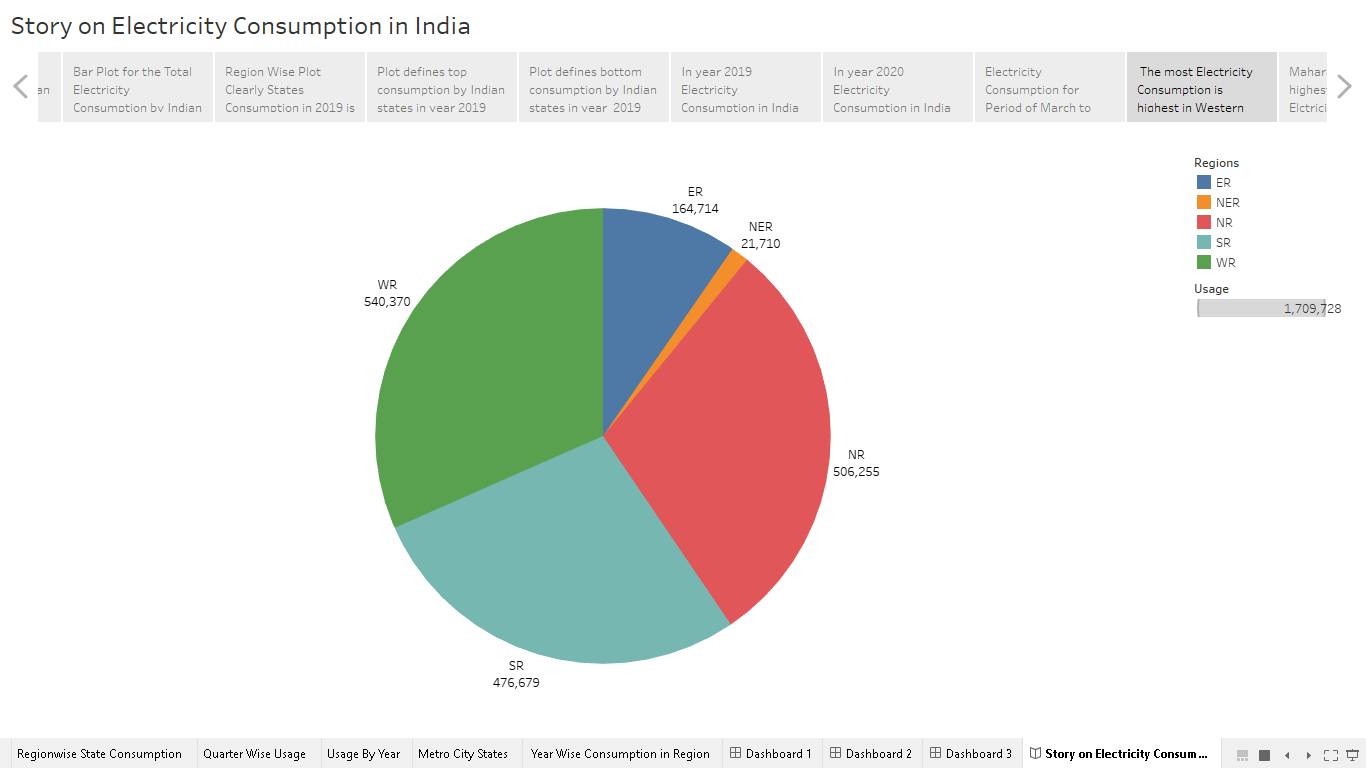 Story on Electricity Consumption in India
an
Bar Plot for the Total
Electricity
Consumption by Indian
Region Wise Plot
Clearly States
Consumption in 2019 is
Plot defines top
consumption by Indian
states in year 2019
Plot defines bottom
consumption by Indian
states in year 2019
In year 2019
Electricity
Consumption in India
In year 2020
Electricity
Consumption in India
Electricity
Consumption for
Period of March to
The most Electricity
Consumption is
highest in Western
Mahar
highest
Elctrici
ER
164,714
NER
21,710
WR
540,370
NR
506,255
SR
476,679
Regions
ER
NER
NR
SR
WR
Usage
1,709,728
Regionwise State Consumption
Quarter Wise Usage
Usage By Year
Metro City States
Year Wise Consumption in Region
Dashboard 1
Dashboard 2
Dashboard 3
Story on Electricity Consum...